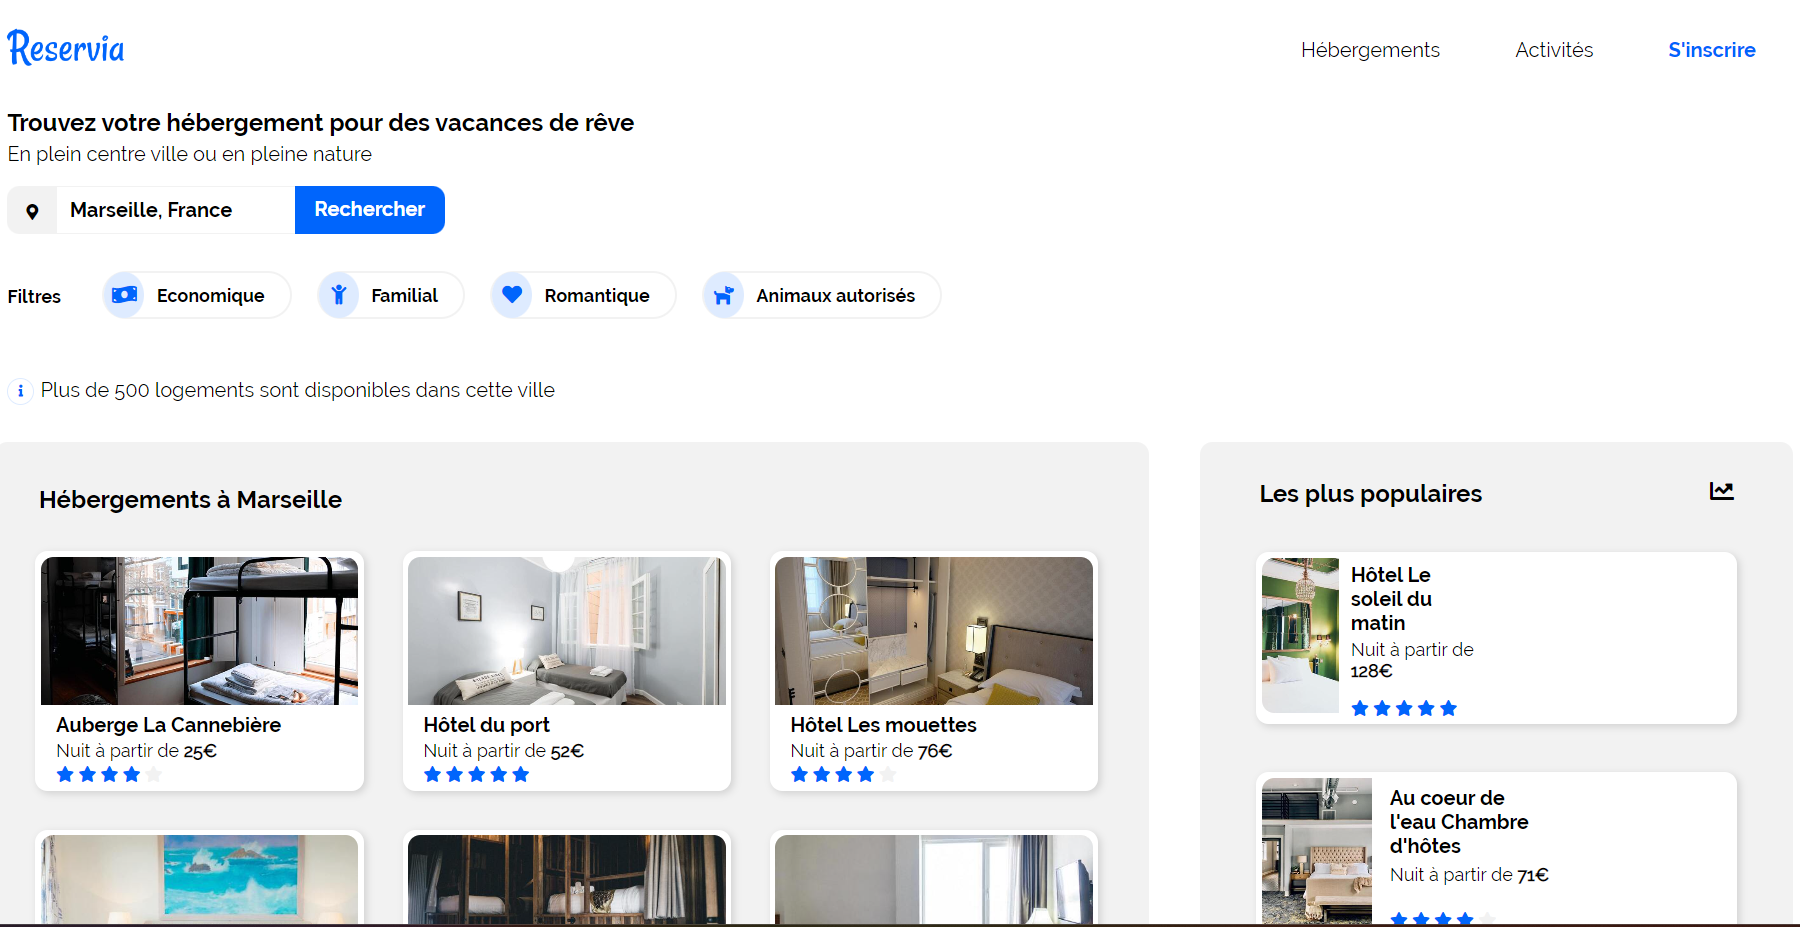 Reservia
Hébergements
Activités
S'inscrire
Trouvez votre hébergement pour des vacances de rêve
En plein centre ville ou en pleine nature
Marseille, France
Rechercher
Filtres
Economique
Familial
Romantique
Animaux autorisés
Plus de 500 logements sont disponibles dans cette ville
Hébergements à Marseille
Auberge La Cannebière
Nuit à partir de 25€
Hôtel du port
Nuit à partir de 52€
Hôtel Les mouettes
Nuit à partir de 76€
Les plus populaires
Hôtel Le
soleil du
matin
Nuit à partir de
128€
Au coeur de
l'eau Chambre
d'hôtes
Nuit à partir de 71€